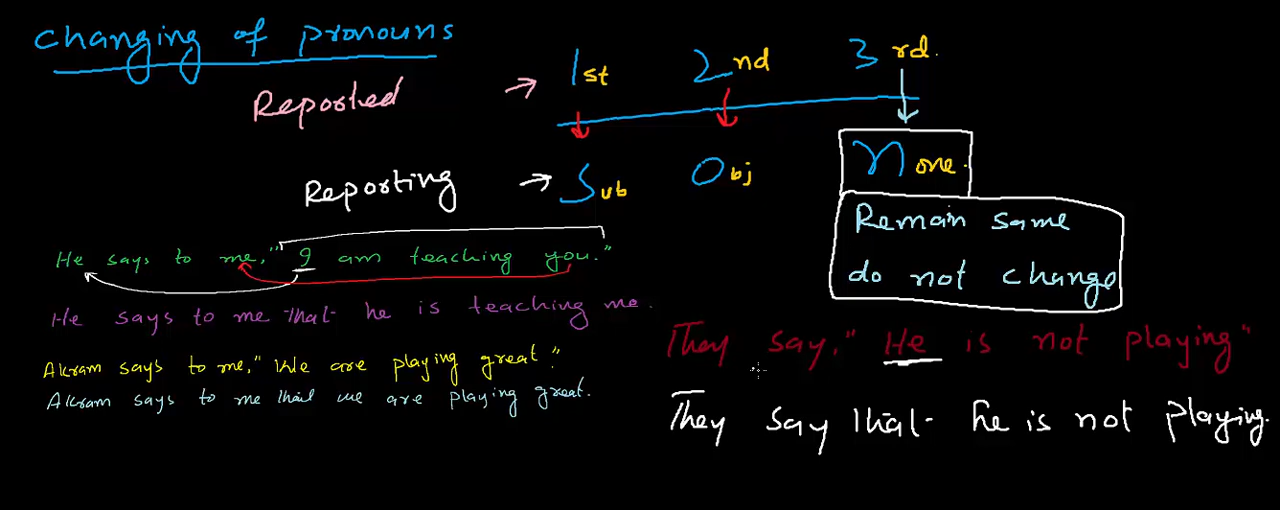 Changing of pronouns
Reported → 1st 2nd 3rd.
Reporting → Sub Obj None.
Remain same
do not change
He says to me," "I am teaching you."
He says to me that he is teaching me.
Akram says to me," We are playing great."
Akram says to me that we are playing great.
They say," He is not playing"
They say that he is not playing.